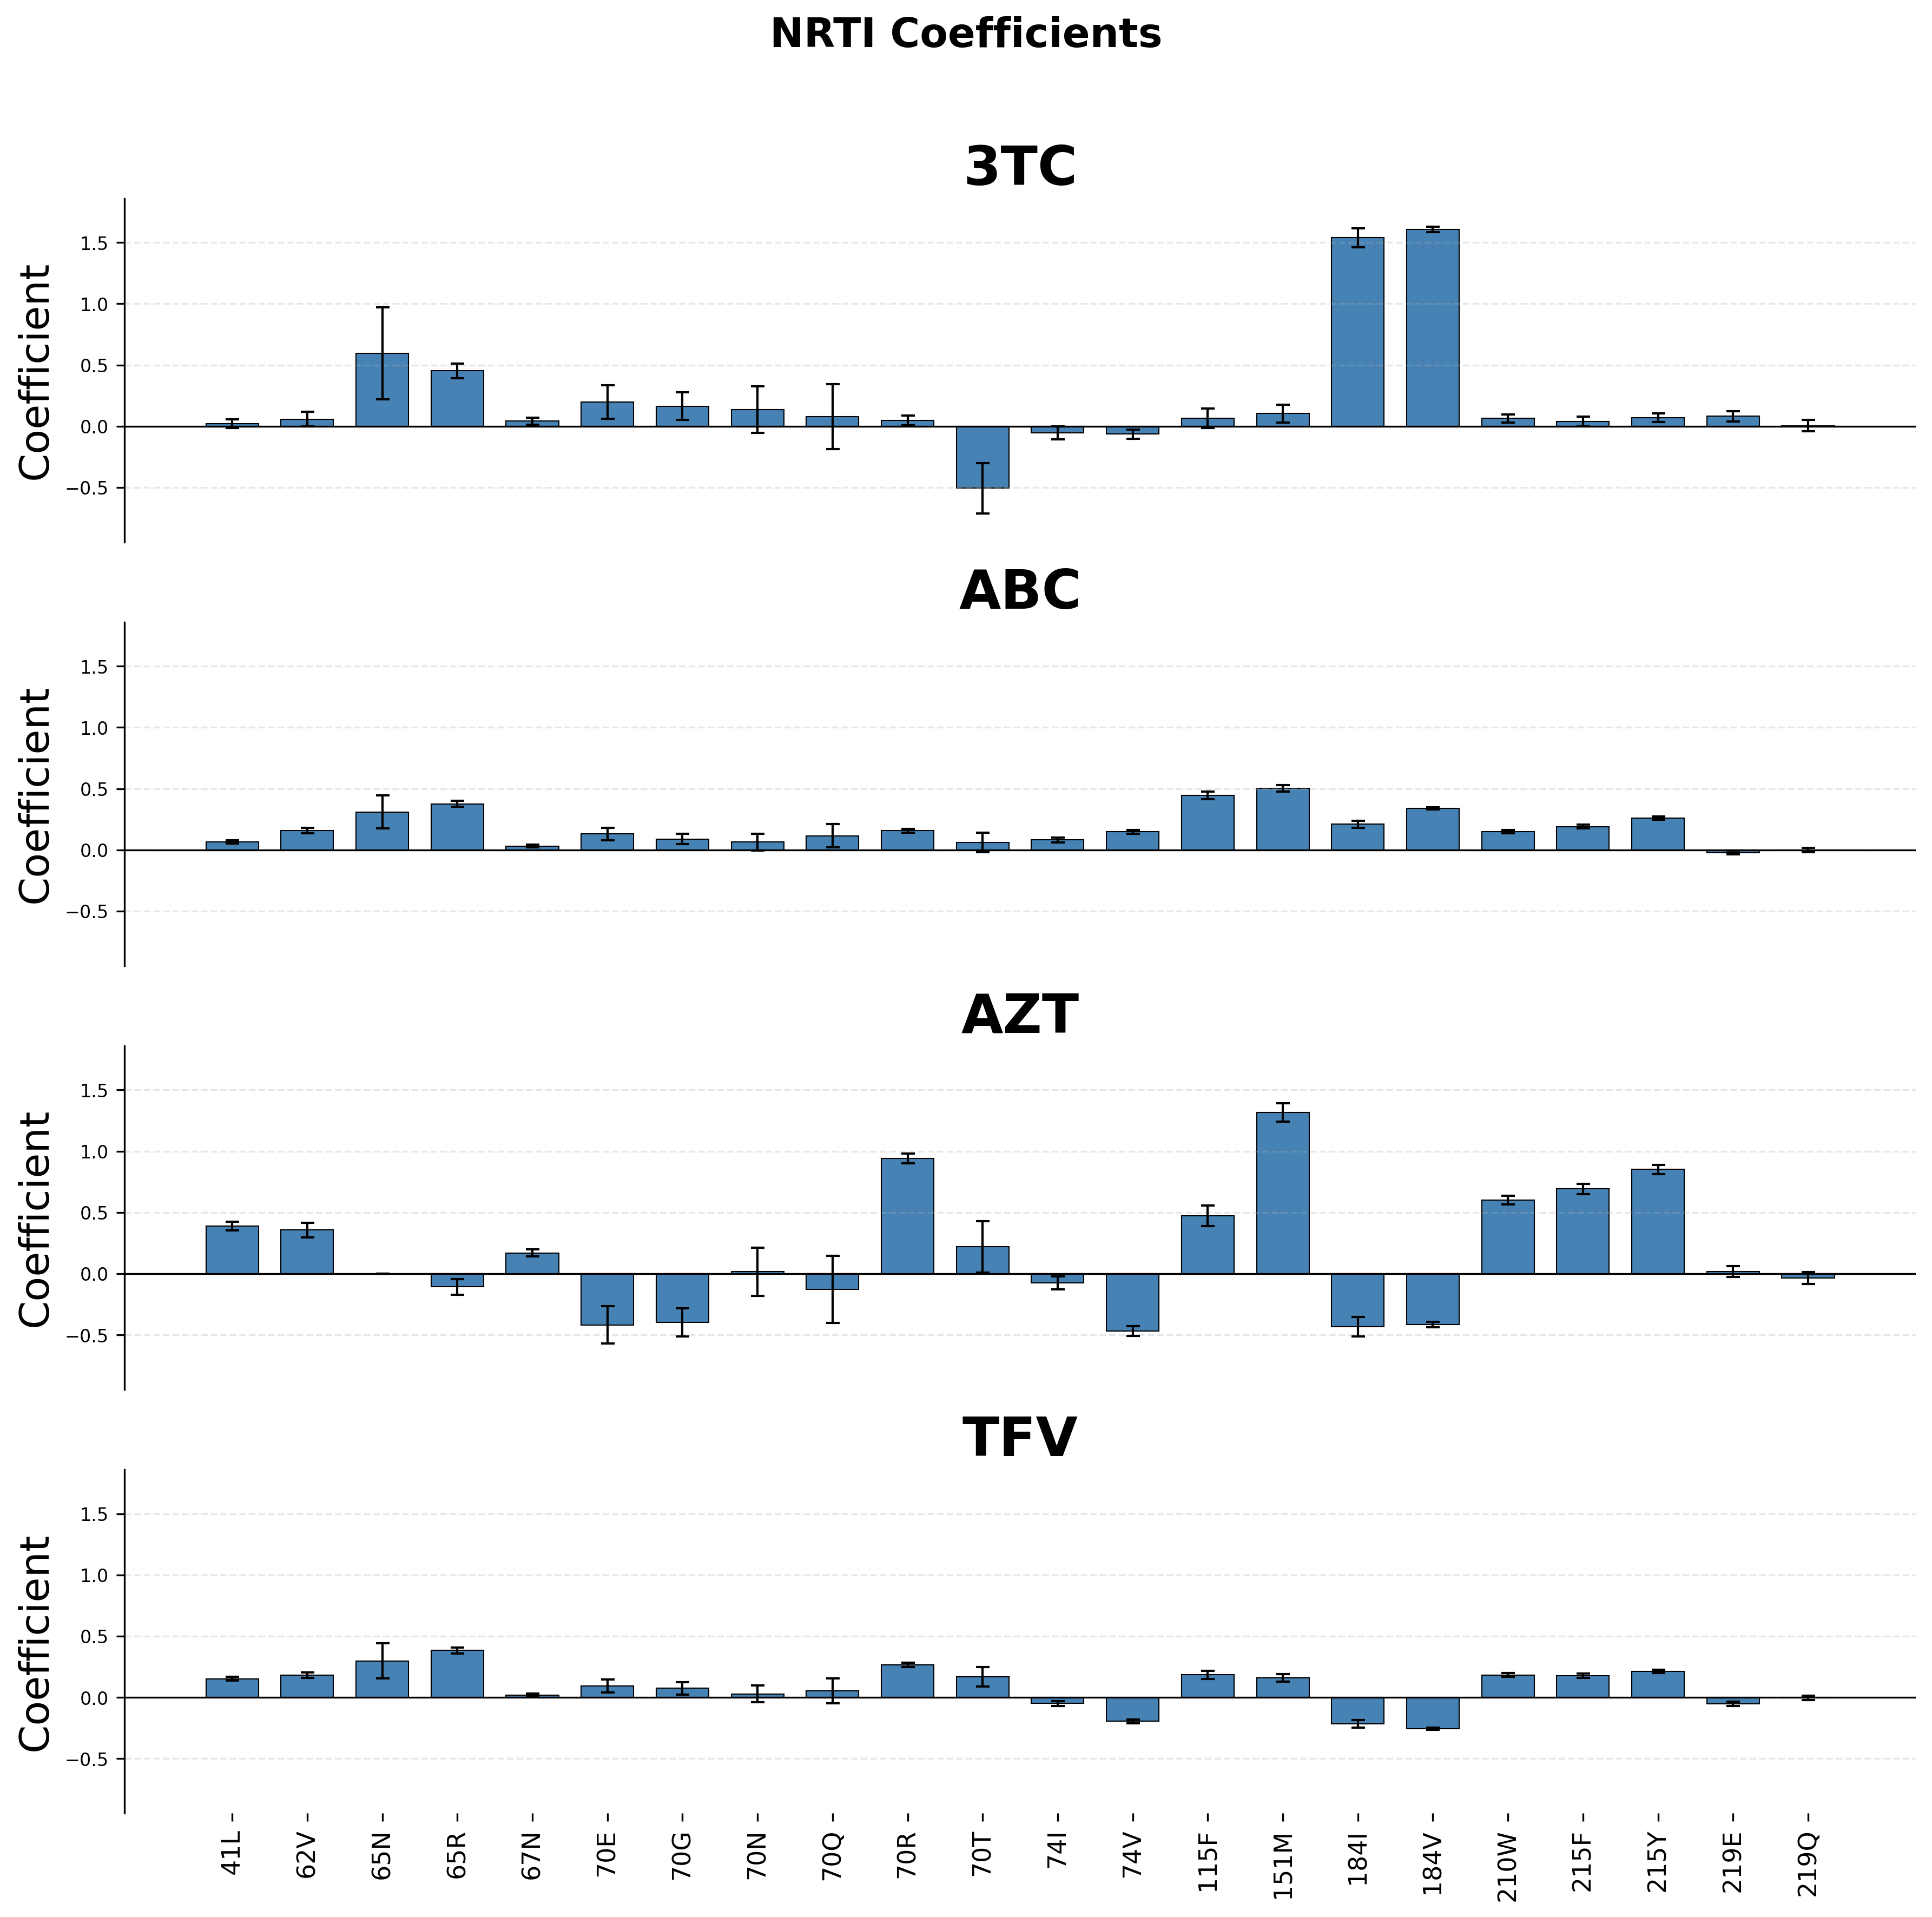 NRTI Coefficients
3TC
Coefficient
1.5
1.0
0.5
0.0
−0.5
ABC
Coefficient
1.5
1.0
0.5
0.0
−0.5
AZT
Coefficient
1.5
1.0
0.5
0.0
−0.5
TFV
Coefficient
1.5
1.0
0.5
0.0
−0.5
41L
62V
65N
65R
67N
70E
70G
70N
70Q
70R
70T
74I
74V
115F
151M
184I
184V
210W
215F
215Y
219E
219Q